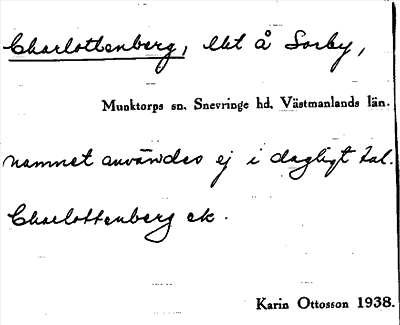 Charlottenberg, lht å Sorby,
Munktorps sn. Snevringe hd. Västmanlands län.
namnet användes ej i dagligt tal.
Charlottenberg ek.
Karin Ottosson 1938.